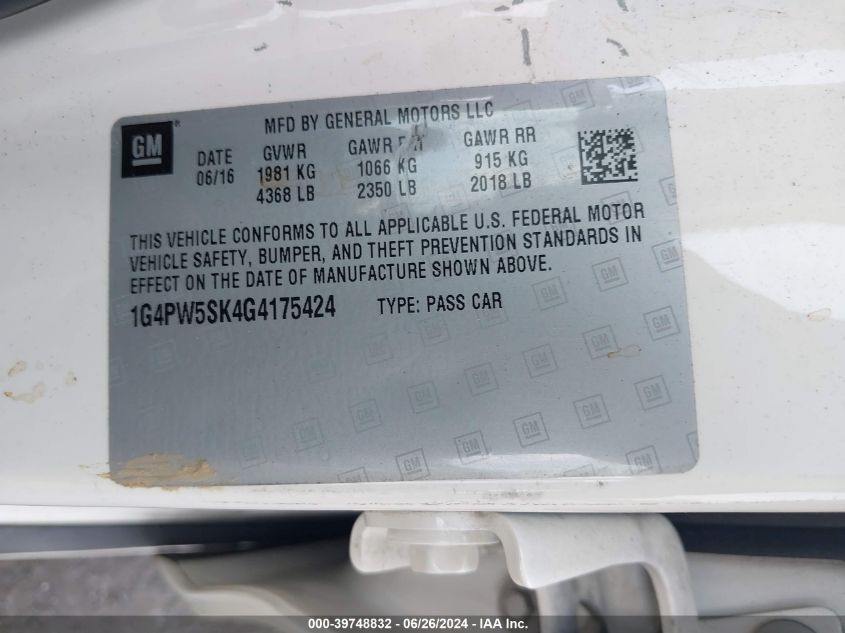 GM ® MFD BY GENERAL MOTORS LLC
DATE GVWR GAWR GAWR RR
06/16 1981 KG 1066 KG 915 KG
4368 LB 2350 LB 2018 LB
THIS VEHICLE CONFORMS TO ALL APPLICABLE U.S. FEDERAL MOTOR
VEHICLE SAFETY, BUMPER, AND THEFT PREVENTION STANDARDS IN
EFFECT ON THE DATE OF MANUFACTURE SHOWN ABOVE.
1G4PW5SK4G4175424 TYPE: PASS CAR
000-39748832 - 06/26/2024 - IAA Inc.